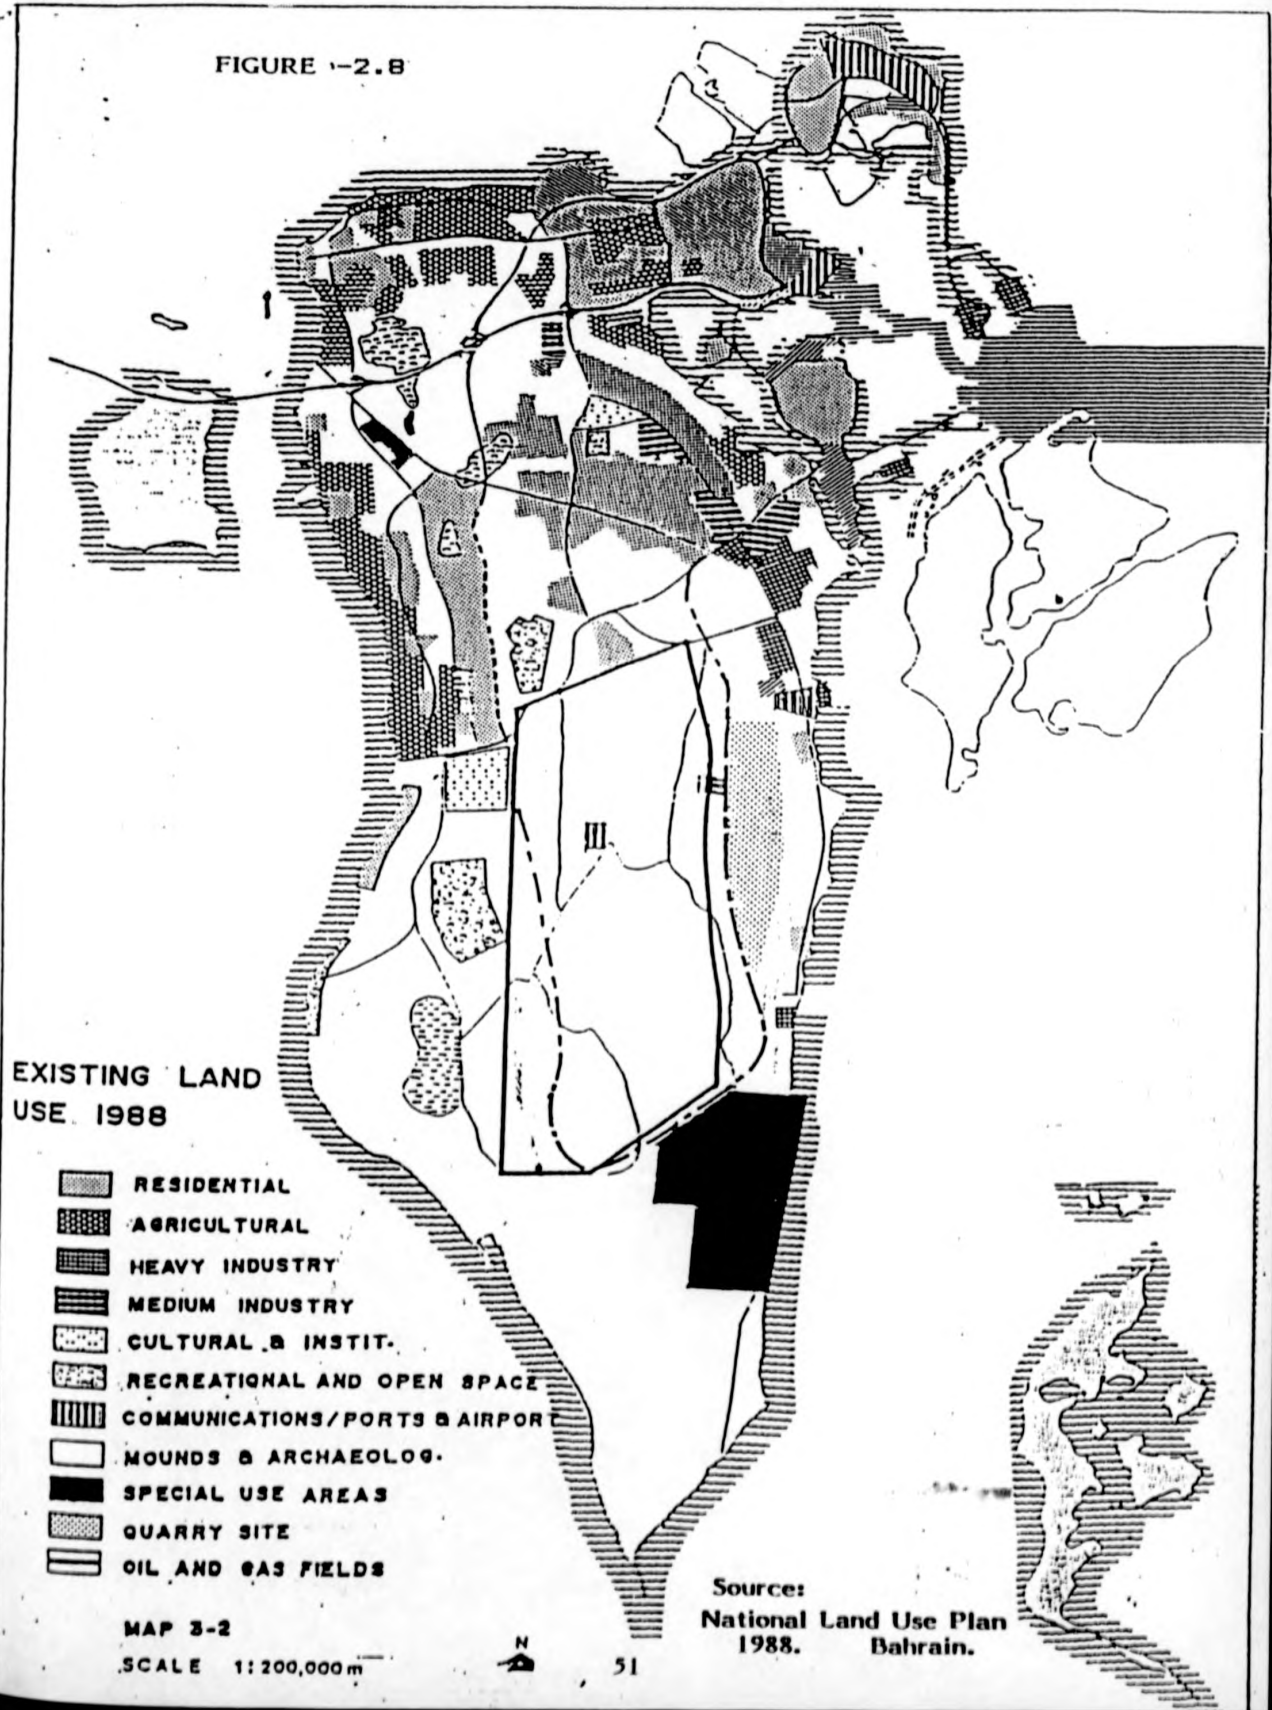 FIGURE -2.8
EXISTING LAND
USE. 1988
RESIDENTIAL
AGRICULTURAL
HEAVY INDUSTRY
MEDIUM INDUSTRY
CULTURAL & INSTIT.
RECREATIONAL AND OPEN SPACE
COMMUNICATIONS/PORTS & AIRPORT
MOUNDS & ARCHAEOLOG.
SPECIAL USE AREAS
QUARRY SITE
OIL AND GAS FIELDS
MAP 3-2
SCALE 1:200,000m
N
51
Source:
National Land Use Plan
1988. Bahrain.